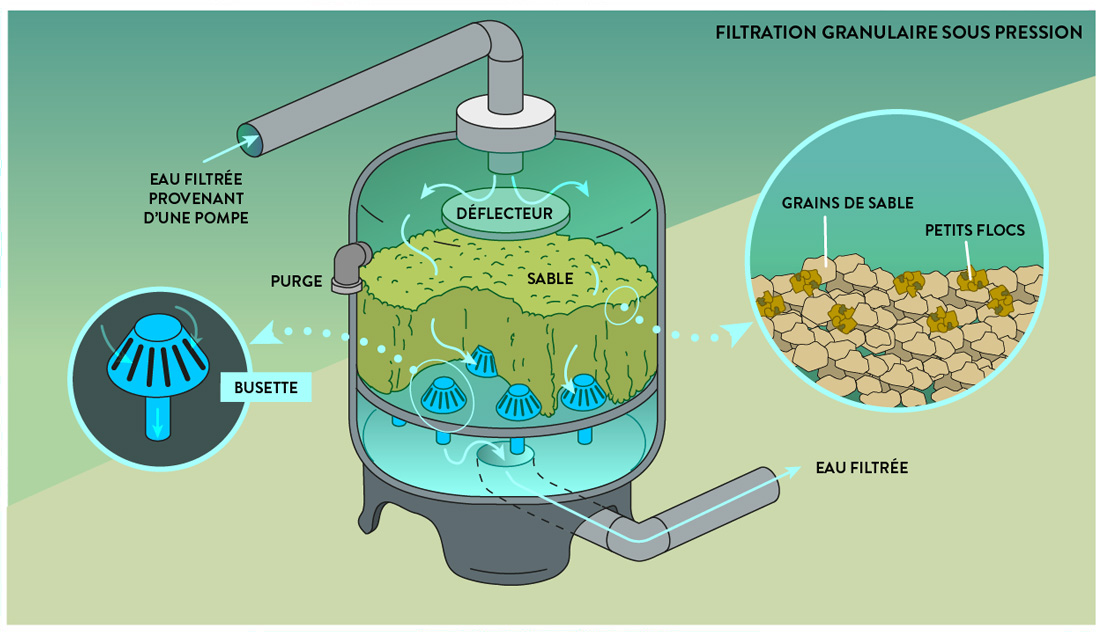 FILTRATION GRANULAIRE SOUS PRESSION
EAU FILTRÉE
PROVENANT
D'UNE POMPE
DÉFLECTEUR
GRAINS DE SABLE
PETITS FLOCS
PURGE
SABLE
BUSETTE
EAU FILTRÉE